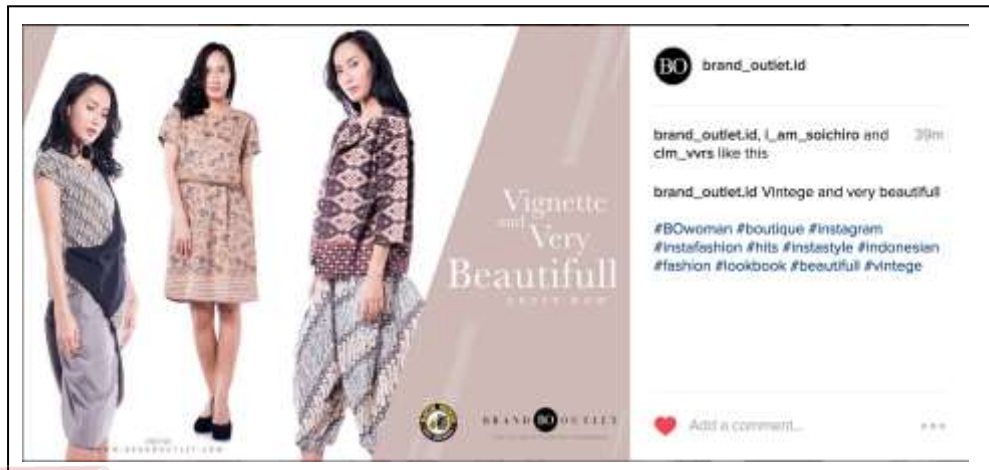 Vignette
and
Very
Beautifull
BRAND BO OUTLET
BO brand_outlet.id
brand_outlet.id, i_am_soichiro and 39m
clm_vvrs like this
brand_outlet.id Vintege and very beautifull
#BOwoman #boutique #instagram
#instafashion #hits #instastyle #indonesian
#fashion #lookbook #beautifull #vintege
Add a comment...